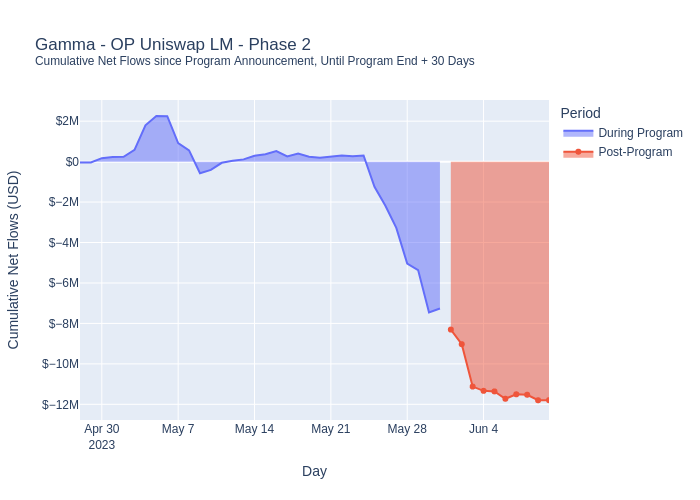 Gamma - OP Uniswap LM - Phase 2
Cumulative Net Flows since Program Announcement, Until Program End + 30 Days
Period
During Program
Post-Program
Cumulative Net Flows (USD)
$2M
$0
$−2M
$−4M
$−6M
$−8M
$−10M
$−12M
Apr 30
2023
May 7
May 14
May 21
May 28
Jun 4
Day